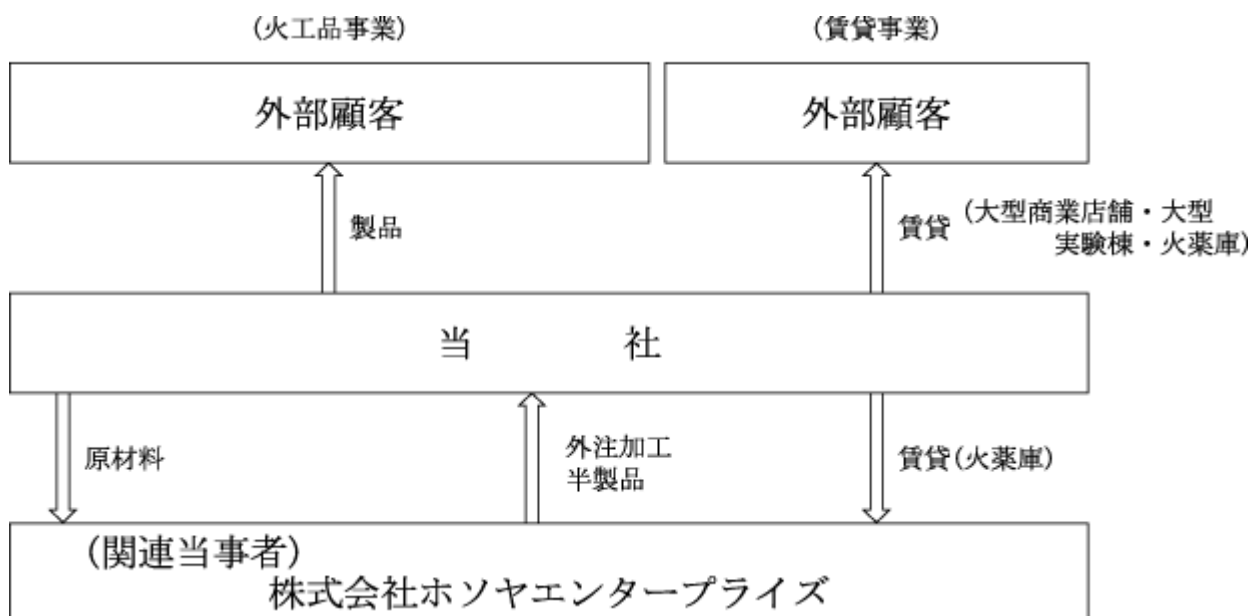 (火工品事業)
(賃貸事業)
外部顧客
外部顧客
製品
賃貸
(大型商業店舗・大型
実験棟・火薬庫)
当　社
原材料
外注加工
半製品
賃貸(火薬庫)
(関連当事者)
株式会社ホソヤエンタープライズ